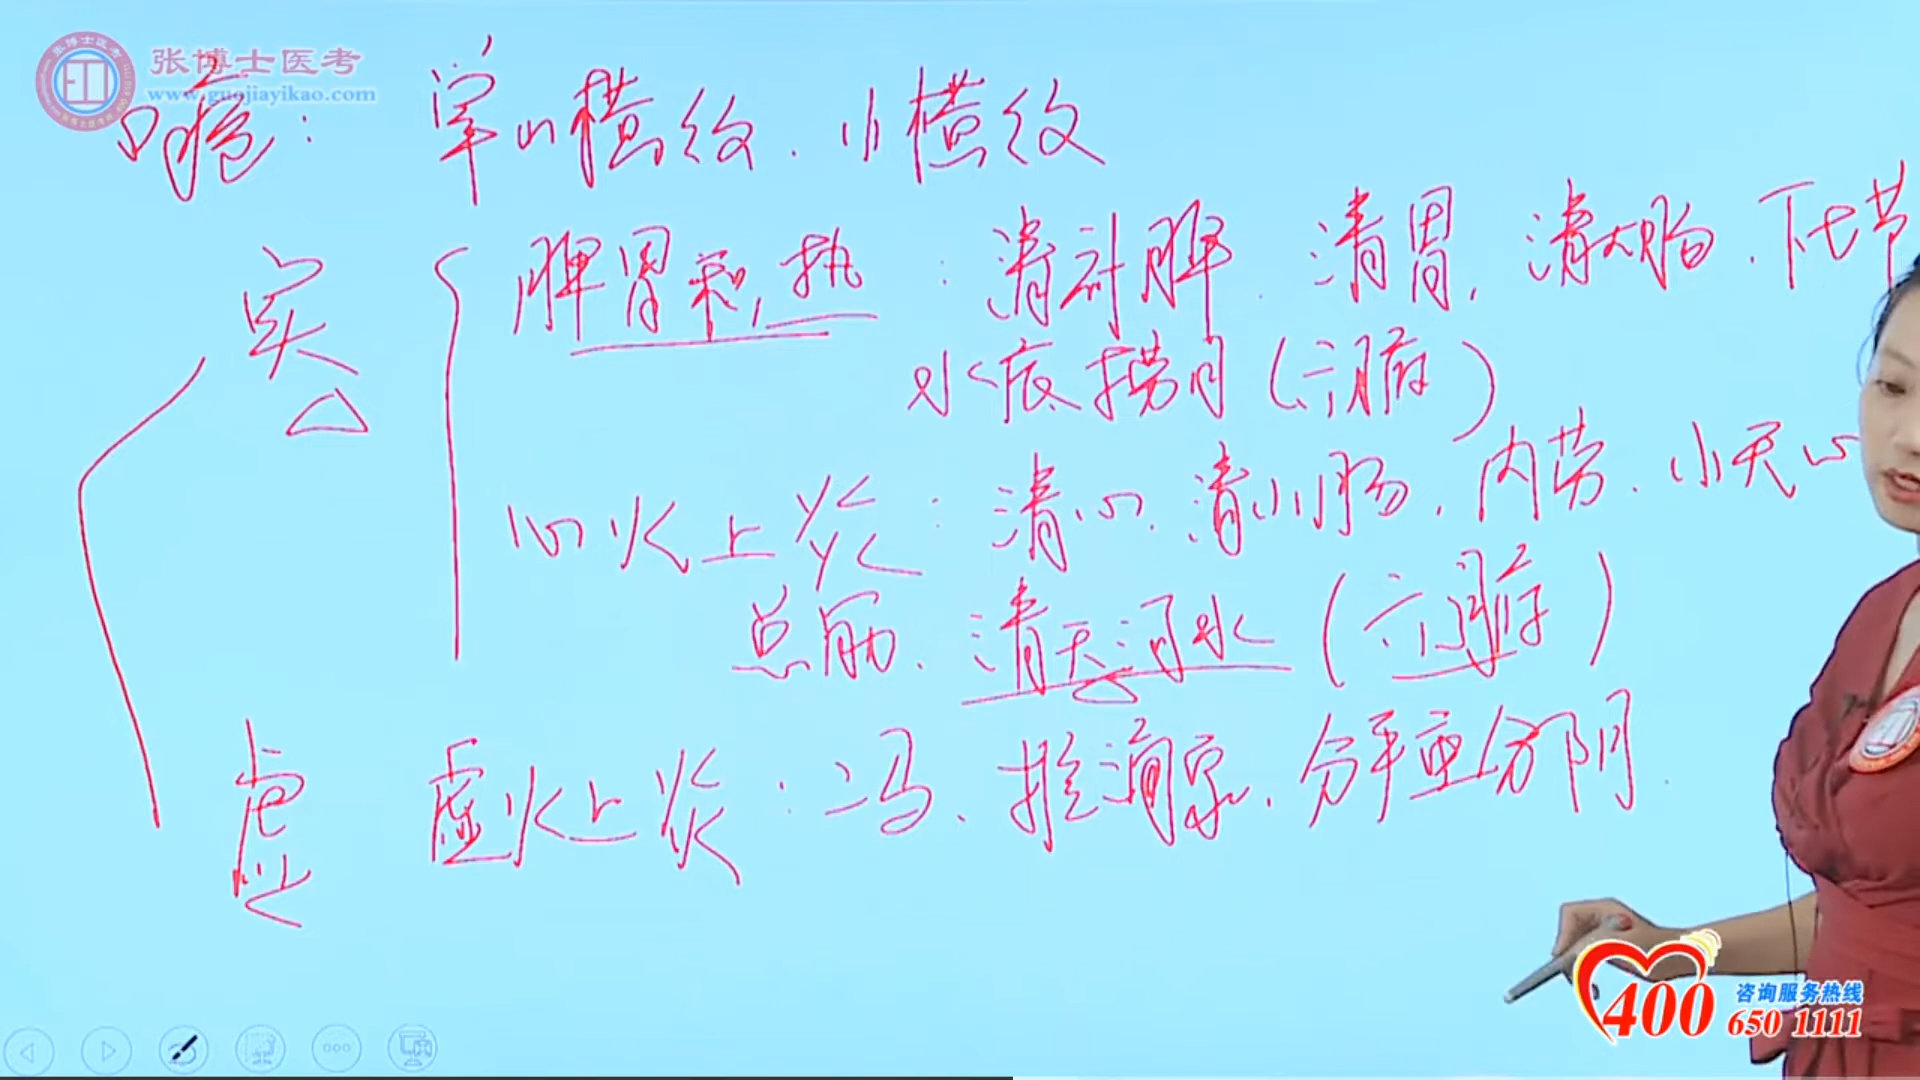 张博士医考
www.guojiayikao.com
口疮： 掌小横纹、小横纹
实
脾胃积热：清补脾、清胃、清大肠、下七节
水底捞月（六腑）
心火上炎：清心、清小肠、内劳、小天心
总筋、清天河水（六腑）
虚 虚火上炎：二马、推涌泉、分手 分阴
400 咨询服务热线
650 1111